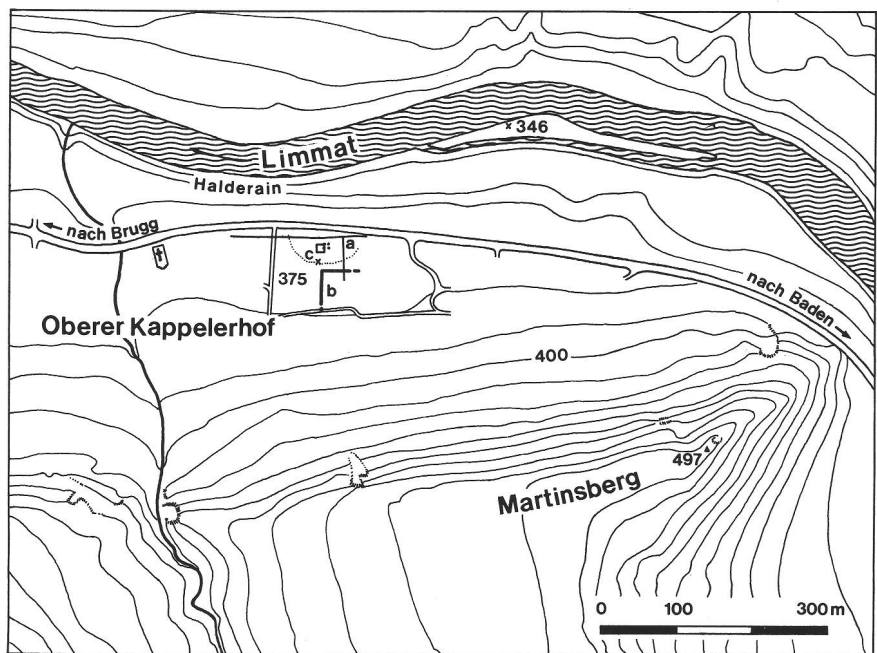 346
Limmat
Halderain
nach Brugg
a
c
375
b
nach Baden
Oberer Kappelerhof
400
497
Martinsberg
0 100 300 m